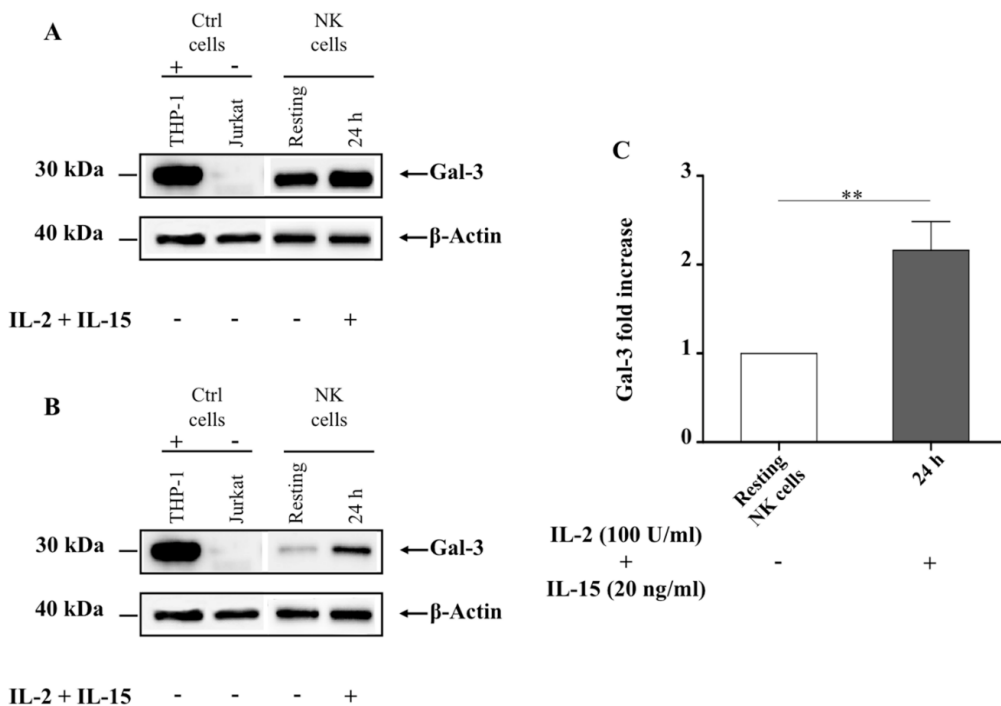 A
Ctrl
cells
NK
cells
+ -
THP-1
Jurkat
Resting
24 h
30 kDa
←Gal-3
40 kDa
←β-Actin
IL-2 + IL-15 - - - +
B
Ctrl
cells
NK
cells
+ -
THP-1
Jurkat
Resting
24 h
30 kDa
←Gal-3
40 kDa
←β-Actin
IL-2 + IL-15 - - - +
C
Gal-3 fold increase
3
2
1
0
**
Resting
NK cells
24 h
IL-2 (100 U/ml)
+ - +
IL-15 (20 ng/ml)